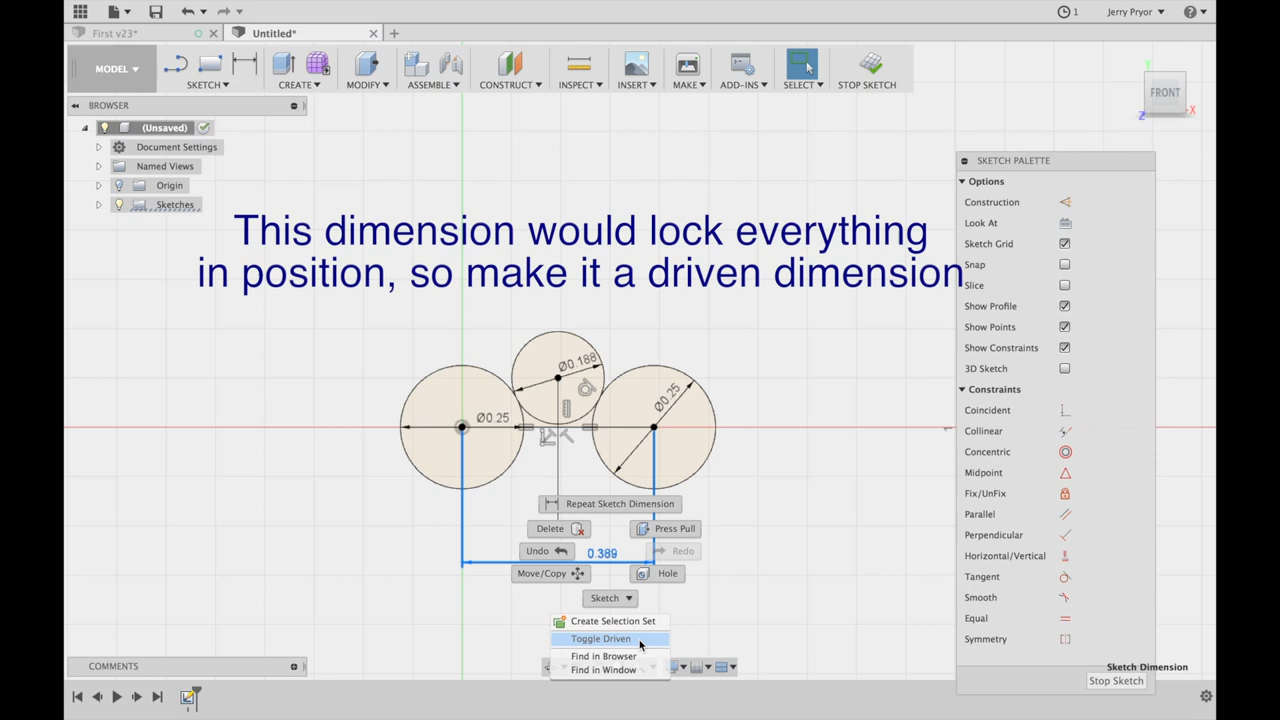 1
Jerry Pryor
First v23*
Untitled*
MODEL
SKETCH
CREATE
MODIFY
ASSEMBLE
CONSTRUCT
INSPECT
INSERT
MAKE
ADD-INS
SELECT
STOP SKETCH
BROWSER
(Unsaved)
Document Settings
Named Views
Origin
Sketches
FRONT
Y
X
Z
This dimension would lock everything
in position, so make it a driven dimension
SKETCH PALETTE
Options
Construction
Look At
Sketch Grid
Snap
Slice
Show Profile
Show Points
Show Constraints
3D Sketch
Constraints
Coincident
Collinear
Concentric
Midpoint
Fix/UnFix
Parallel
Perpendicular
Horizontal/Vertical
Tangent
Smooth
Equal
Symmetry
Ø0.188
Ø0.25
Ø0.25
Repeat Sketch Dimension
Delete
Press Pull
Undo
0.389
Redo
Move/Copy
Hole
Sketch
Create Selection Set
Toggle Driven
Find in Browser
Find in Window
COMMENTS
Sketch Dimension
Stop Sketch